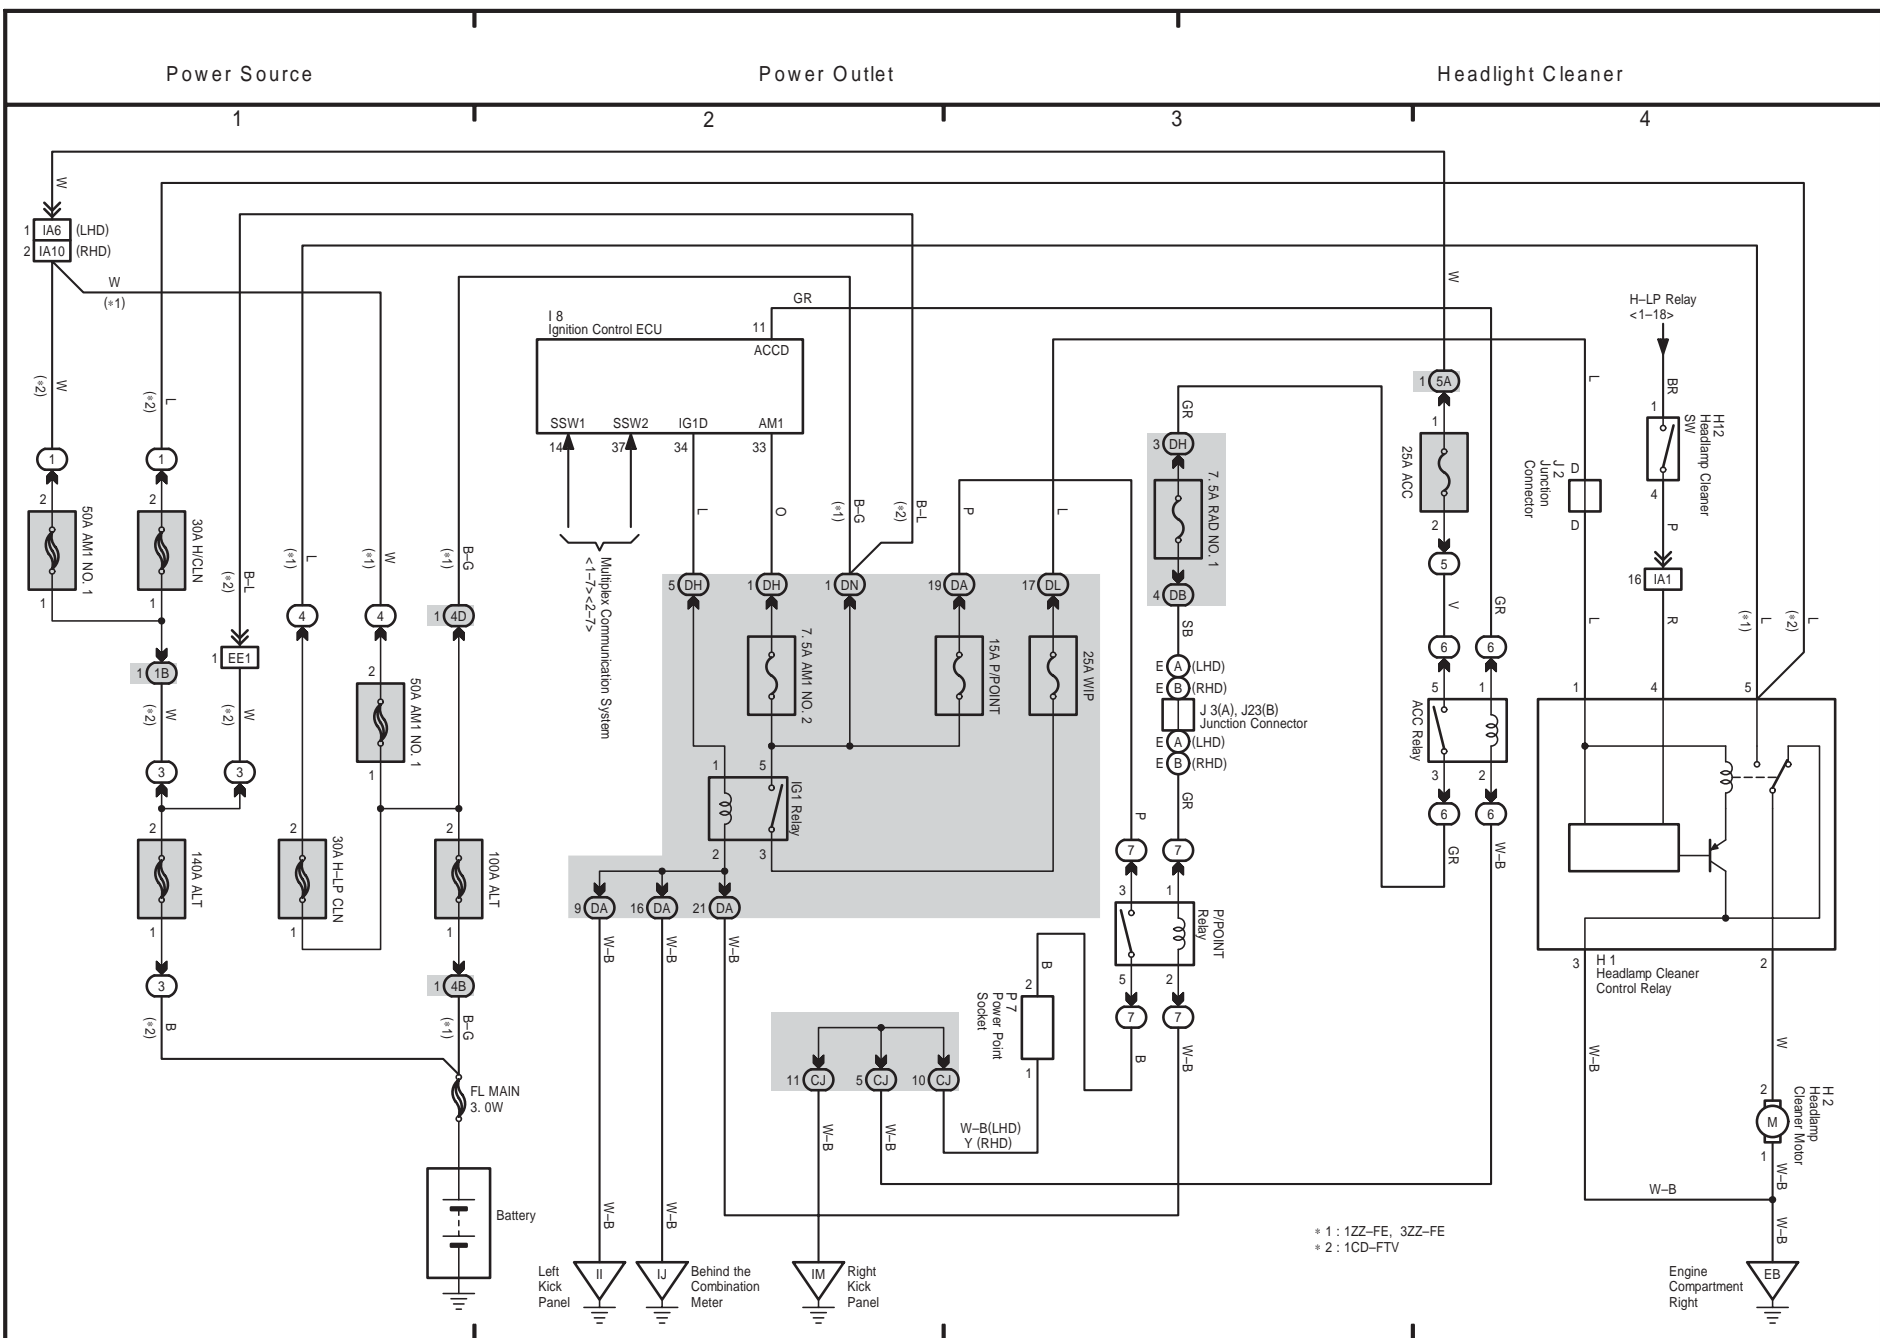 Power Source
Power Outlet
Headlight Cleaner
1
2
3
4
W
1 IA6 (LHD)
2 IA10 (RHD)
W
(*1)
W
(*2)
L
(*2)
1
1
2
2
50A AM1 NO. 1
30A H/CLN
1
1
1 1B
W
(*2)
B–L
(*2)
1 EE1
W
(*2)
3
3
2
140A ALT
1
3
B
(*2)
L
(*1)
W
(*1)
B–G
(*1)
4
4
1 4D
2
50A AM1 NO. 1
1
2
30A H–LP CLN
1
2
100A ALT
1
1 4B
B–G
(*1)
FL MAIN
3. 0W
Battery
I 8
Ignition Control ECU
11
ACCD
GR
SSW1
SSW2
IG1D
AM1
14
37
34
33
Multiplex Communication System
<1–7><2–7>
L
O
B–G
(*1)
B–L
(*2)
P
L
5 DH
1 DH
1 DN
19 DA
17 DL
7. 5A AM1 NO. 2
15A P/POINT
25A WIP
1
5
IG1 Relay
2
3
9 DA
16 DA
21 DA
W–B
W–B
W–B
W–B
W–B
Left
Kick
Panel
II
IJ
Behind the
Combination
Meter
11 CJ
5 CJ
10 CJ
W–B
W–B
W–B(LHD)
Y (RHD)
IM
Right
Kick
Panel
B
2
P 7
Power Point
Socket
1
GR
3 DH
7. 5A RAD NO. 1
4 DB
SB
E A (LHD)
E B (RHD)
J 3(A), J23(B)
Junction Connector
E A (LHD)
E B (RHD)
GR
P
7
7
3
1
P/POINT
Relay
5
2
7
7
B
W–B
W
1 5A
1
25A ACC
2
5
V
GR
6
6
5
1
ACC Relay
3
2
6
6
GR
W–B
L
D
J 2
Junction
Connector
D
L
H–LP Relay
<1–18>
BR
1
H12
Headlamp Cleaner
SW
4
P
16 IA1
R
L
(*1)
L
(*2)
1
4
5
3
H 1
Headlamp Cleaner
Control Relay
2
W–B
W
2
H 2
Headlamp
Cleaner Motor
M
1
W–B
W–B
W–B
Engine
Compartment
Right
EB
* 1 : 1ZZ–FE, 3ZZ–FE
* 2 : 1CD–FTV